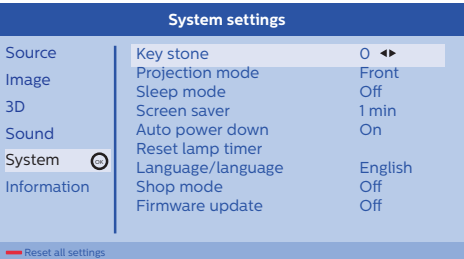 System settings
Source
Image
3D
Sound
System OK
Information
Key stone 0
Projection mode Front
Sleep mode Off
Screen saver 1 min
Auto power down On
Reset lamp timer
Language/language English
Shop mode Off
Firmware update Off
Reset all settings